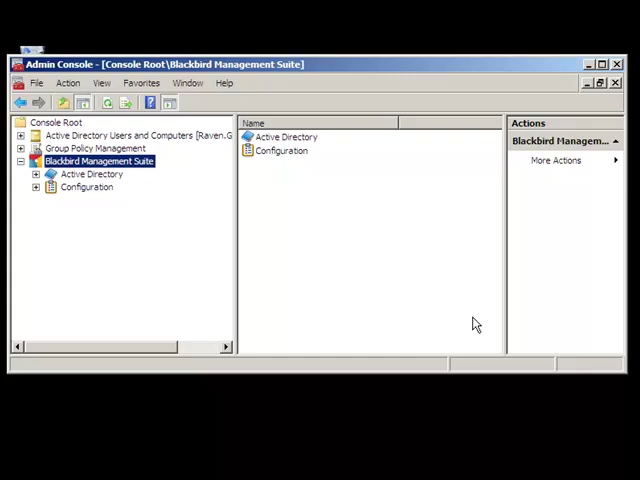 Admin Console - [Console Root\Blackbird Management Suite]
File Action View Favorites Window Help
Console Root
Active Directory Users and Computers [Raven.G
Group Policy Management
Blackbird Management Suite
Active Directory
Configuration
Name
Active Directory
Configuration
Actions
Blackbird Managem...
More Actions